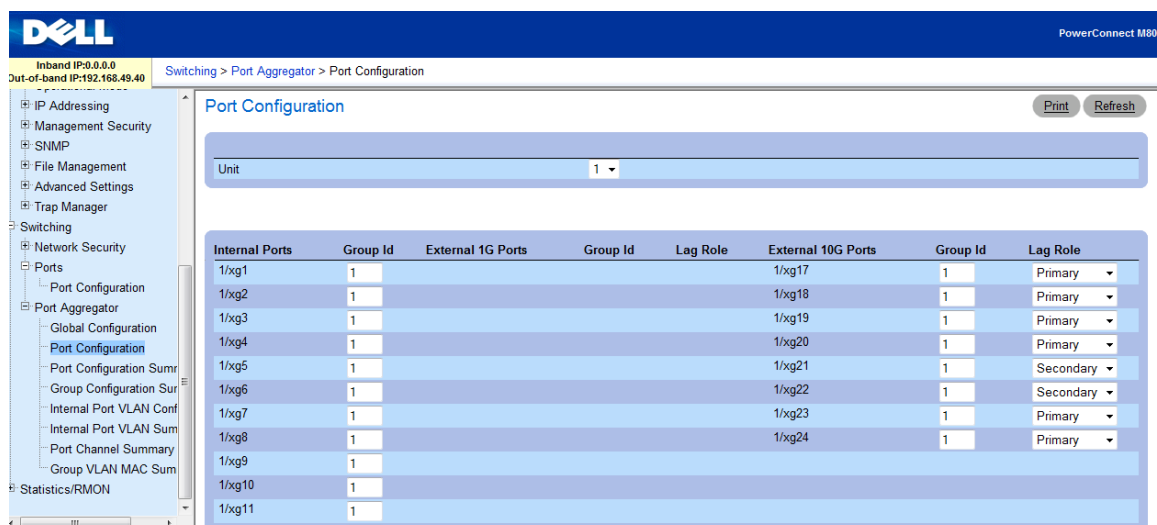 DELL
PowerConnect M80
Inband IP:0.0.0.0
Out-of-band IP:192.168.49.40
Switching > Port Aggregator > Port Configuration
Operational Mode
IP Addressing
Management Security
SNMP
File Management
Advanced Settings
Trap Manager
Switching
Network Security
Ports
Port Configuration
Port Aggregator
Global Configuration
Port Configuration
Port Configuration Summ
Group Configuration Sur
Internal Port VLAN Conf
Internal Port VLAN Sum
Port Channel Summary
Group VLAN MAC Sum
Statistics/RMON
Port Configuration
Print Refresh
Unit 1
Internal Ports Group Id External 1G Ports Group Id Lag Role External 10G Ports Group Id Lag Role
1/xg1 1 1/xg17 1 Primary
1/xg2 1 1/xg18 1 Primary
1/xg3 1 1/xg19 1 Primary
1/xg4 1 1/xg20 1 Primary
1/xg5 1 1/xg21 1 Secondary
1/xg6 1 1/xg22 1 Secondary
1/xg7 1 1/xg23 1 Primary
1/xg8 1 1/xg24 1 Primary
1/xg9 1
1/xg10 1
1/xg11 1